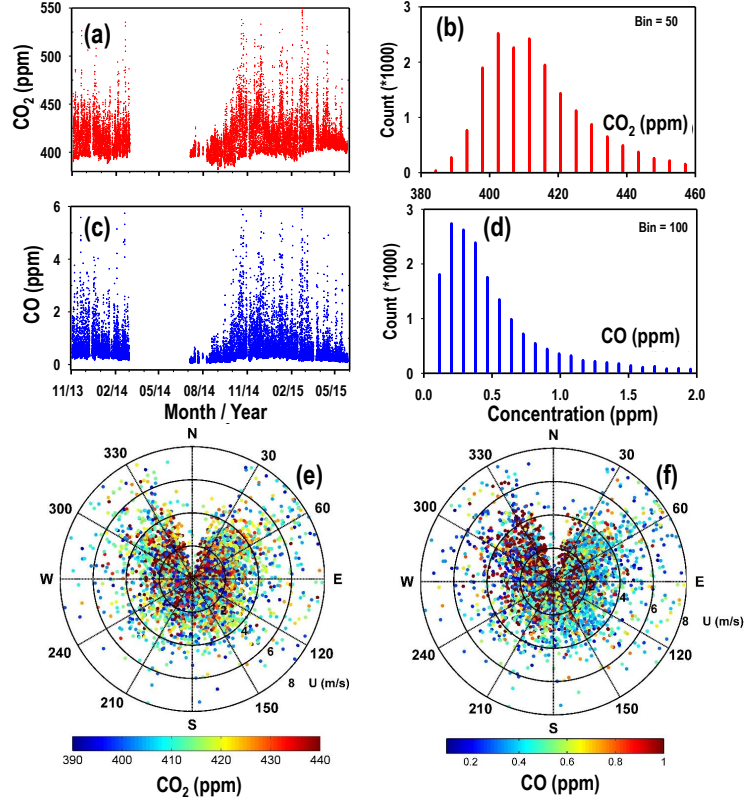 550
500
450
400
CO2 (ppm)
(a)
3
2
1
0
Count (*1000)
(b)
Bin = 50
CO2 (ppm)
380
400
420
440
460
6
4
2
0
CO (ppm)
(c)
11/13
02/14
05/14
08/14
11/14
02/15
05/15
Month / Year
3
2
1
0
Count (*1000)
(d)
Bin = 100
CO (ppm)
0.0
0.5
1.0
1.5
2.0
Concentration (ppm)
N
30
60
E
120
150
S
210
240
W
300
330
(e)
4
6
8 U (m/s)
390
400
410
420
430
440
CO2 (ppm)
N
30
60
E
120
150
S
210
240
W
300
330
(f)
4
6
8 U (m/s)
0.2
0.4
0.6
0.8
1
CO (ppm)